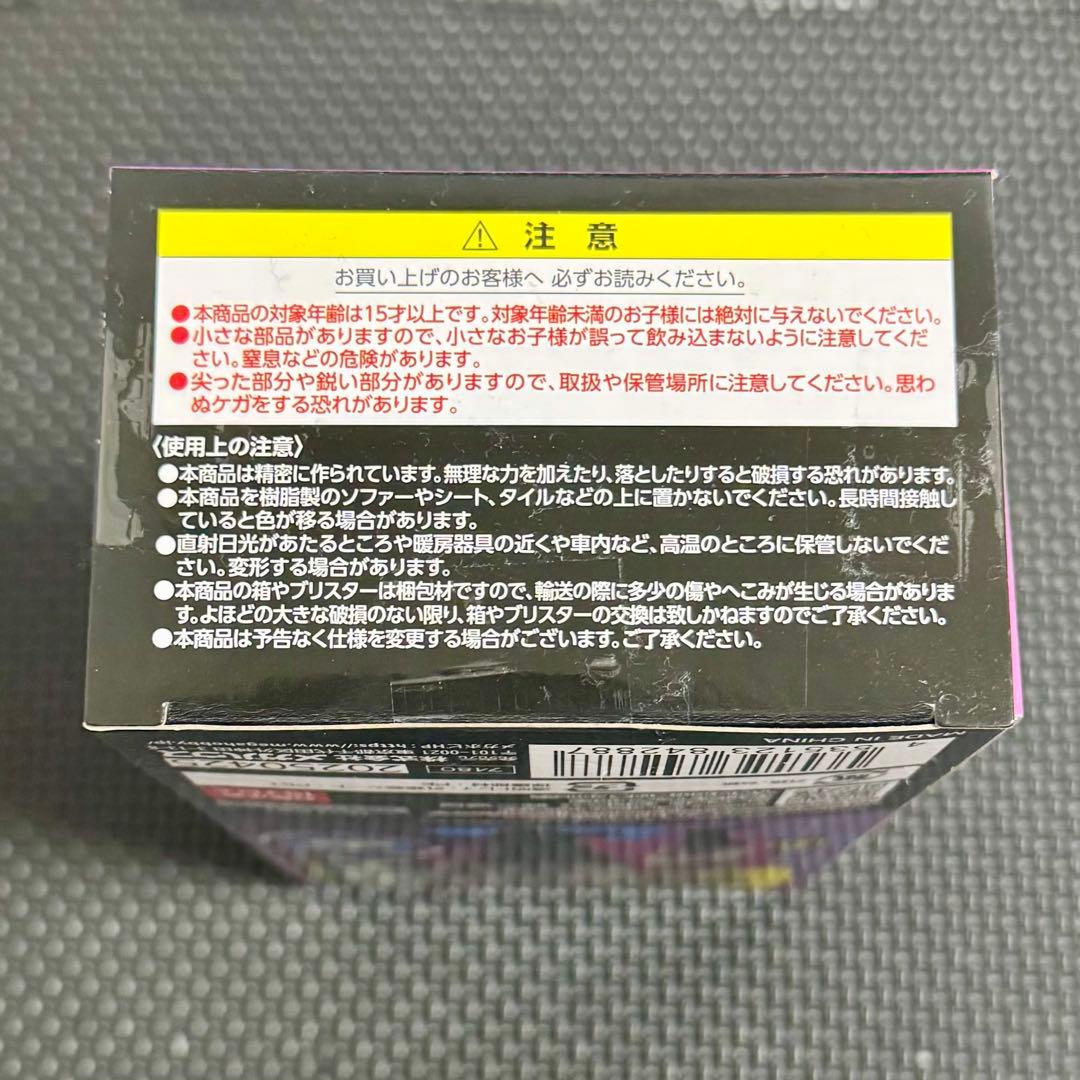 ⚠ 注意
お買い上げのお客様へ 必ずお読みください。
●本商品の対象年齢は15才以上です。対象年齢未満のお子様には絶対に与えないでください。
●小さな部品がありますので、小さなお子様が誤って飲み込まないように注意してくだ
さい。窒息などの危険があります。
●尖った部分や鋭い部分がありますので、取扱や保管場所に注意してください。思わ
ぬケガをする恐れがあります。
〈使用上の注意〉
●本商品は精密に作られています。無理な力を加えたり、落としたりすると破損する恐れがあります。
●本商品を樹脂製のソファーやシート、タイルなどの上に置かないでください。長時間接触し
ていると色が移る場合があります。
●直射日光があたるところや暖房器具の近くや車内など、高温のところに保管しないでくだ
さい。変形する場合があります。
●本商品の箱やブリスターは梱包材ですので、輸送の際に多少の傷やへこみが生じる場合がありま
す。よほどの大きな破損のない限り、箱やブリスターの交換は致しかねますのでご了承ください。
●本商品は予告なく仕様を変更する場合がございます。ご了承ください。
MADE IN CHINA